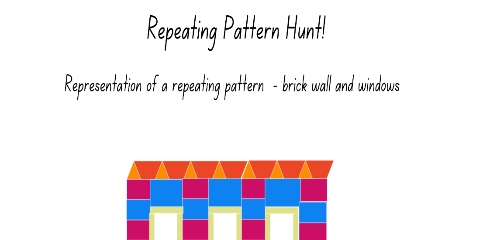 Repeating Pattern Hunt!
Representation of a repeating pattern - brick wall and windows